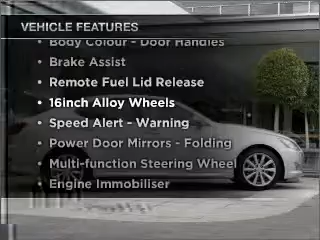 VEHICLE FEATURES
• Body Colour - Door Handles
• Brake Assist
• Remote Fuel Lid Release
• 16inch Alloy Wheels
• Speed Alert - Warning
• Power Door Mirrors - Folding
• Multi-function Steering Wheel
• Engine Immobiliser